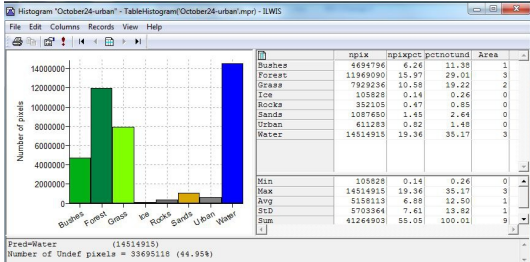 Histogram "October24-urban" - TableHistogram('October24-urban'.mpr) - ILWIS
File Edit Columns Records View Help
Number of pixels
14000000
12000000
10000000
8000000
6000000
4000000
2000000
0
Bushes Forest Grass Ice Rocks Sands Urban Water
npix npixpct pctnotund Area
Bushes 4694796 6.26 11.38 1
Forest 11969090 15.97 29.01 3
Grass 7929236 10.58 19.22 2
Ice 105828 0.14 0.26 0
Rocks 352105 0.47 0.85 0
Sands 1087650 1.45 2.64 0
Urban 611283 0.82 1.48 0
Water 14514915 19.36 35.17 3
Min 105828 0.14 0.26 0
Max 14514915 19.36 35.17 3
Avg 5158113 6.88 12.50 1
StD 5703364 7.61 13.82 1
Sum 41264903 55.05 100.01 9
Pred=Water (14514915)
Number of Undef pixels = 33695118 (44.95%)